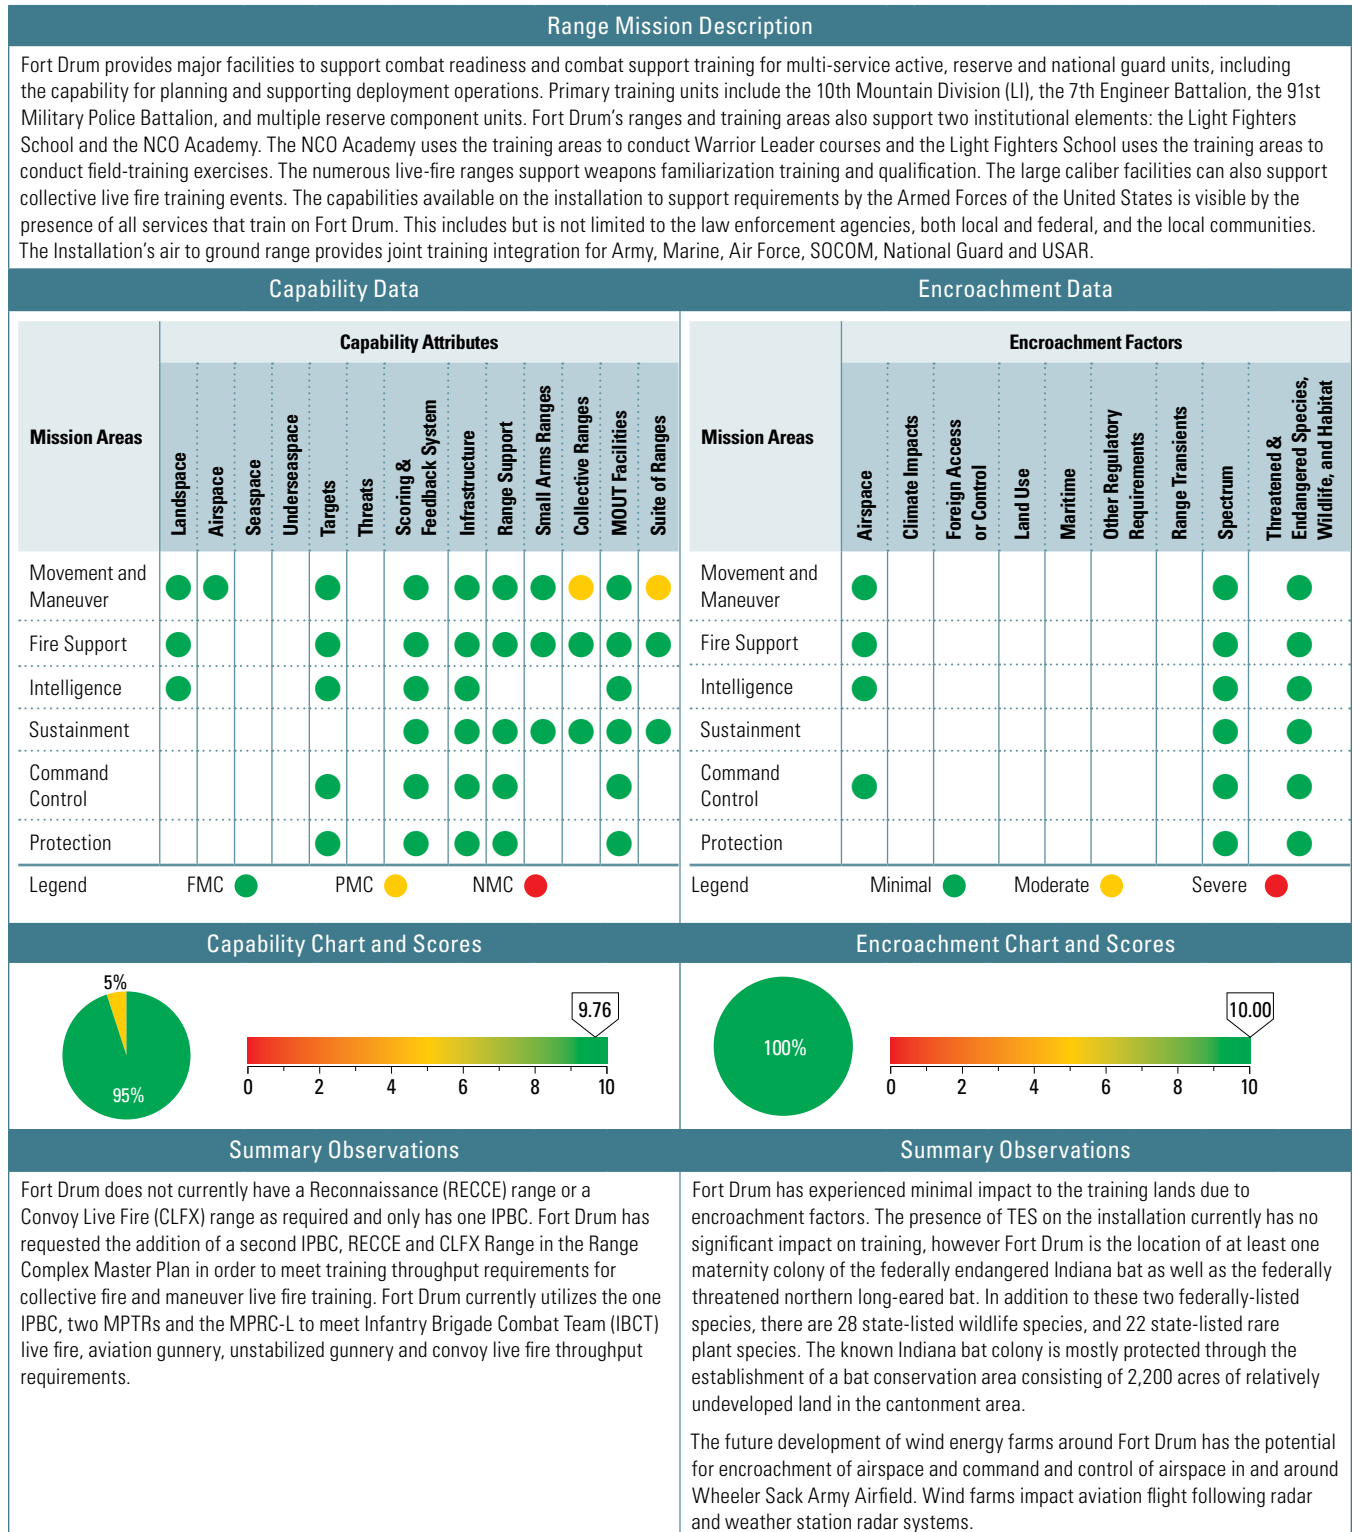 Range Mission Description
Fort Drum provides major facilities to support combat readiness and combat support training for multi-service active, reserve and national guard units, including
the capability for planning and supporting deployment operations. Primary training units include the 10th Mountain Division (LI), the 7th Engineer Battalion, the 91st
Military Police Battalion, and multiple reserve component units. Fort Drum's ranges and training areas also support two institutional elements: the Light Fighters
School and the NCO Academy. The NCO Academy uses the training areas to conduct Warrior Leader courses and the Light Fighters School uses the training areas to
conduct field-training exercises. The numerous live-fire ranges support weapons familiarization training and qualification. The large caliber facilities can also support
collective live fire training events. The capabilities available on the installation to support requirements by the Armed Forces of the United States is visible by the
presence of all services that train on Fort Drum. This includes but is not limited to the law enforcement agencies, both local and federal, and the local communities.
The Installation's air to ground range provides joint training integration for Army, Marine, Air Force, SOCOM, National Guard and USAR.
Capability Data
Mission Areas
Capability Attributes
Landspace
Airspace
Seaspace
Underseaspace
Targets
Threats
Scoring &
Feedback System
Infrastructure
Range Support
Small Arms Ranges
Collective Ranges
MOUT Facilities
Suite of Ranges
Movement and
Maneuver
Fire Support
Intelligence
Sustainment
Command
Control
Protection
Legend FMC PMC NMC
Encroachment Data
Mission Areas
Encroachment Factors
Airspace
Climate Impacts
Foreign Access
or Control
Land Use
Maritime
Other Regulatory
Requirements
Range Transients
Spectrum
Threatened &
Endangered Species,
Wildlife, and Habitat
Movement and
Maneuver
Fire Support
Intelligence
Sustainment
Command
Control
Protection
Legend Minimal Moderate Severe
Capability Chart and Scores
5%
95%
9.76
0 2 4 6 8 10
Encroachment Chart and Scores
100%
10.00
0 2 4 6 8 10
Summary Observations
Fort Drum does not currently have a Reconnaissance (RECCE) range or a
Convoy Live Fire (CLFX) range as required and only has one IPBC. Fort Drum has
requested the addition of a second IPBC, RECCE and CLFX Range in the Range
Complex Master Plan in order to meet training throughput requirements for
collective fire and maneuver live fire training. Fort Drum currently utilizes the one
IPBC, two MPTRs and the MPRC-L to meet Infantry Brigade Combat Team (IBCT)
live fire, aviation gunnery, unstabilized gunnery and convoy live fire throughput
requirements.
Summary Observations
Fort Drum has experienced minimal impact to the training lands due to
encroachment factors. The presence of TES on the installation currently has no
significant impact on training, however Fort Drum is the location of at least one
maternity colony of the federally endangered Indiana bat as well as the federally
threatened northern long-eared bat. In addition to these two federally-listed
species, there are 28 state-listed wildlife species, and 22 state-listed rare
plant species. The known Indiana bat colony is mostly protected through the
establishment of a bat conservation area consisting of 2,200 acres of relatively
undeveloped land in the cantonment area.
The future development of wind energy farms around Fort Drum has the potential
for encroachment of airspace and command and control of airspace in and around
Wheeler Sack Army Airfield. Wind farms impact aviation flight following radar
and weather station radar systems.